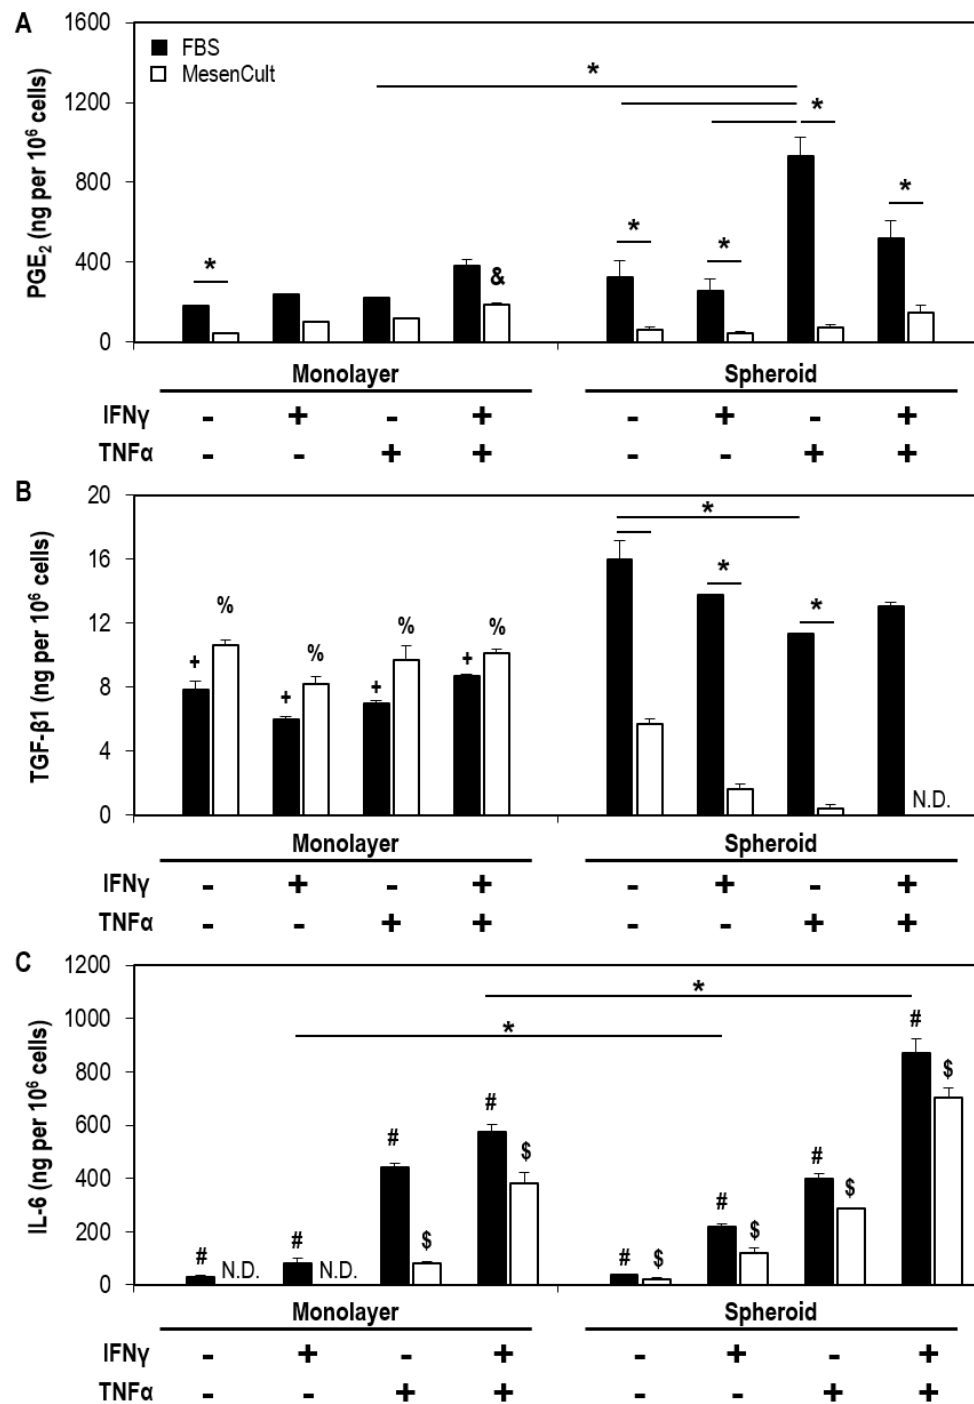 A
PGE2 (ng per 10^6 cells)
1600
1200
800
400
0
FBS
MesenCult
*
*
*
*
*
*
&
Monolayer Spheroid
IFNγ - + - + - + - +
TNFα - - + + - - + +
B
TGF-β1 (ng per 10^6 cells)
20
16
12
8
4
0
*
*
*
+ % + % + % + %
N.D.
Monolayer Spheroid
IFNγ - + - + - + - +
TNFα - - + + - - + +
C
IL-6 (ng per 10^6 cells)
1200
1000
800
600
400
200
0
*
*
# N.D. # N.D. # $ # $ # $ # $ # $ # $
Monolayer Spheroid
IFNγ - + - + - + - +
TNFα - - + + - - + +